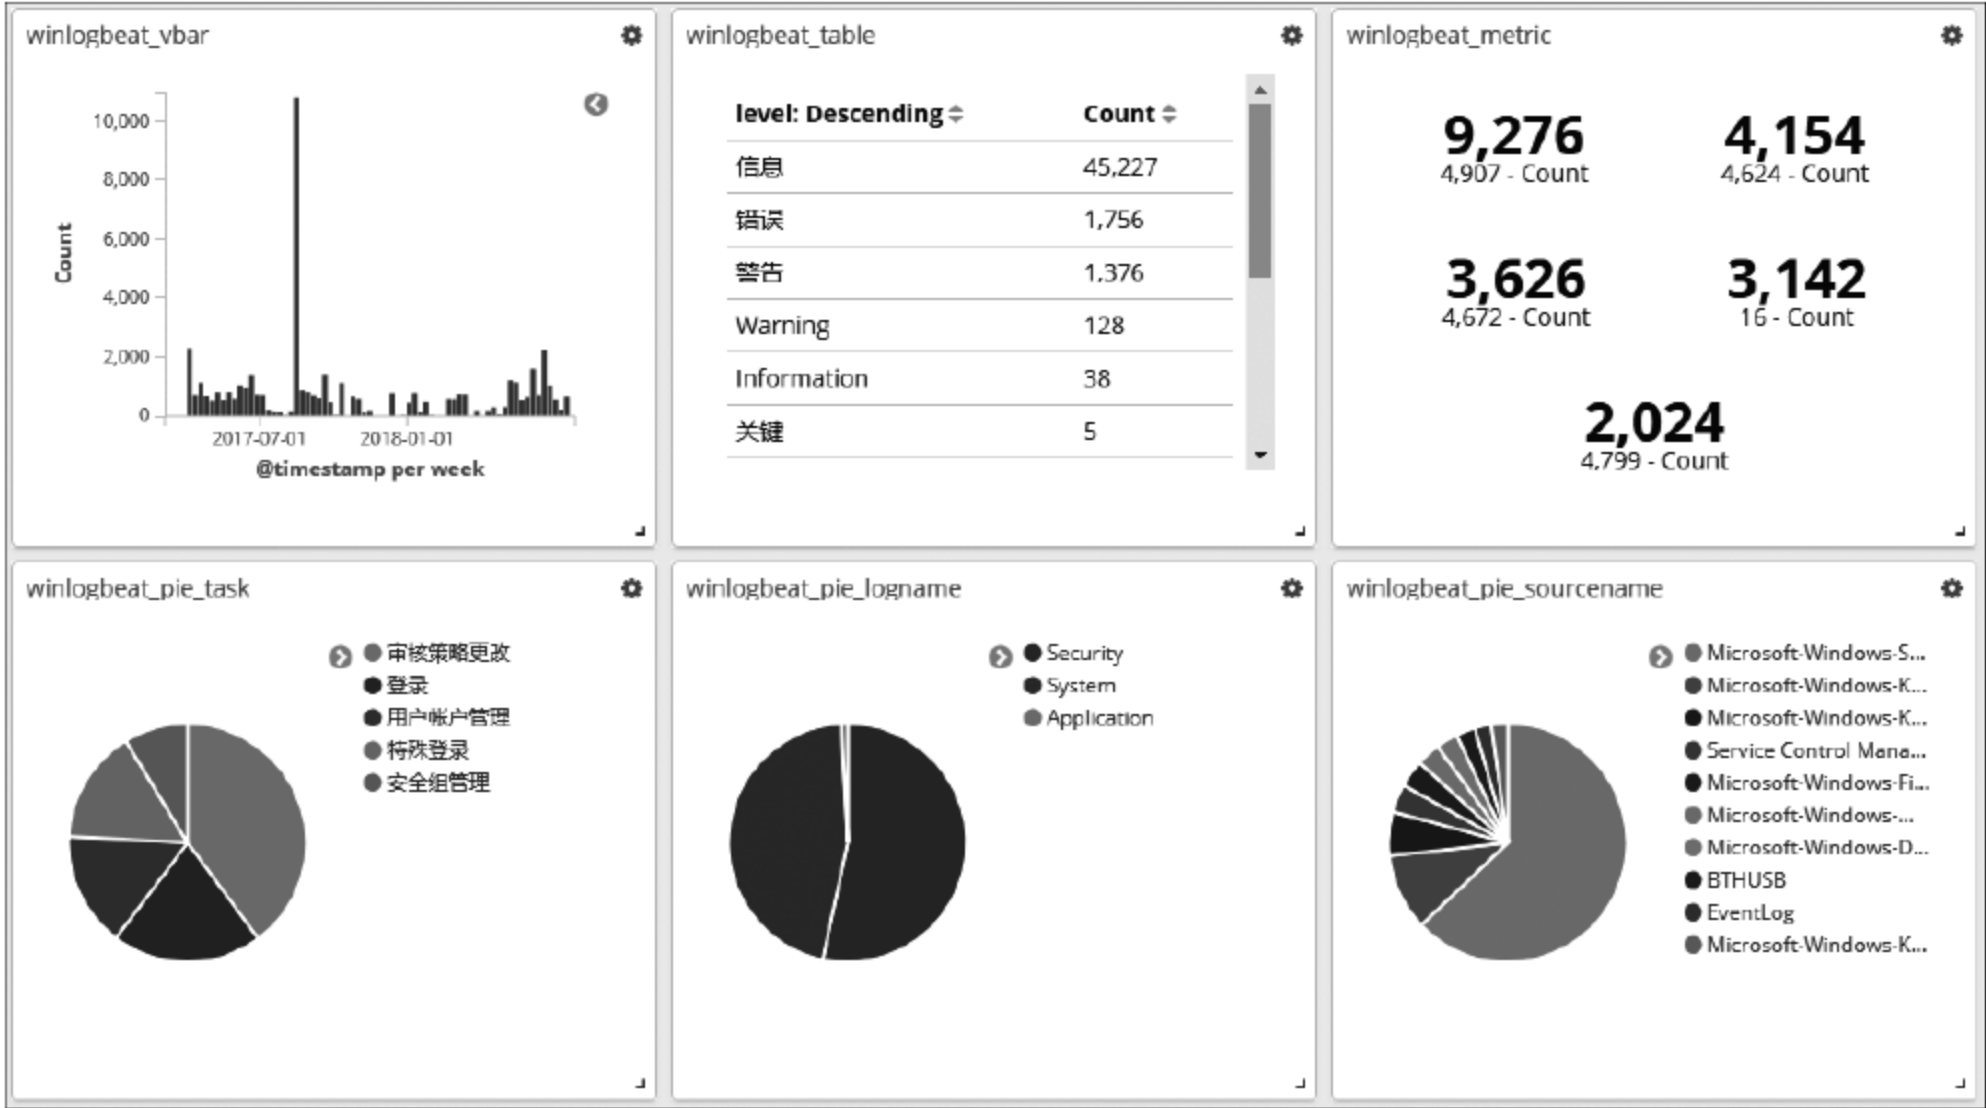 winlogbeat_vbar
10,000
8,000
6,000
4,000
2,000
0
Count
2017-07-01 2018-01-01
@timestamp per week
winlogbeat_table
level: Descending Count
信息 45,227
错误 1,756
警告 1,376
Warning 128
Information 38
关键 5
winlogbeat_metric
9,276
4,907 - Count
4,154
4,624 - Count
3,626
4,672 - Count
3,142
16 - Count
2,024
4,799 - Count
winlogbeat_pie_task
审核策略更改
登录
用户帐户管理
特殊登录
安全组管理
winlogbeat_pie_logname
Security
System
Application
winlogbeat_pie_sourcename
Microsoft-Windows-S...
Microsoft-Windows-K...
Microsoft-Windows-K...
Service Control Mana...
Microsoft-Windows-Fi...
Microsoft-Windows-...
Microsoft-Windows-D...
BTHUSB
EventLog
Microsoft-Windows-K...